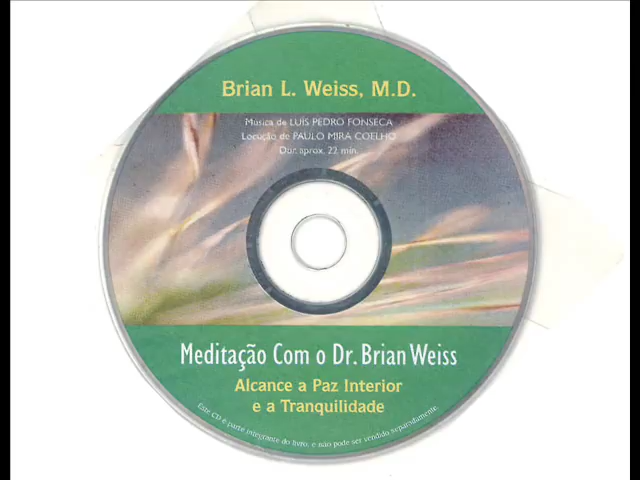 Brian L. Weiss, M.D.
Música de LUÍS PEDRO FONSECA
Locução de PAULO MIRA COELHO
Dur. aprox. 22 min.
Meditação Com o Dr. Brian Weiss
Alcance a Paz Interior
e a Tranquilidade
Este CD é parte integrante do livro, e não pode ser vendido separadamente.